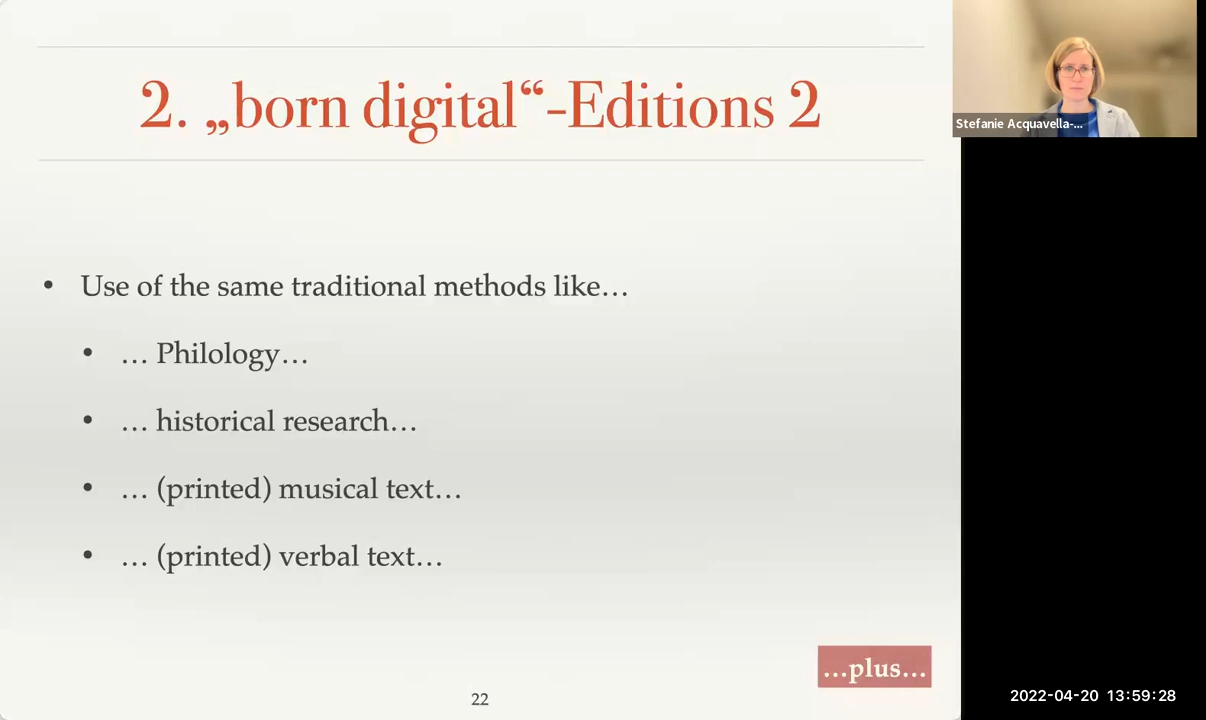 2. „born digital“-Editions 2
Stefanie Acquavella-...
• Use of the same traditional methods like…
• … Philology…
• … historical research…
• … (printed) musical text…
• … (printed) verbal text…
…plus…
22
2022-04-20 13:59:28